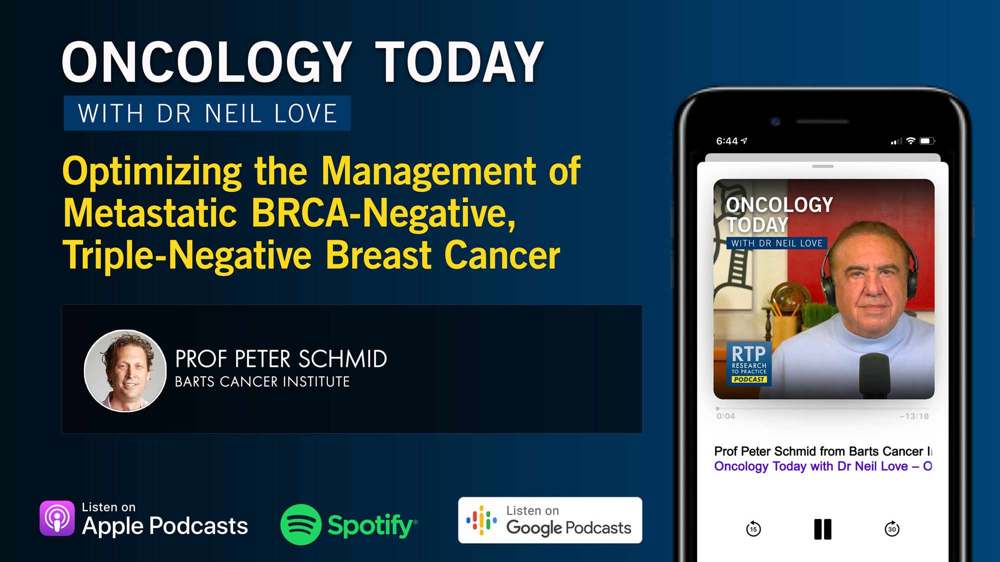 ONCOLOGY TODAY
WITH DR NEIL LOVE
Optimizing the Management of
Metastatic BRCA-Negative,
Triple-Negative Breast Cancer
PROF PETER SCHMID
BARTS CANCER INSTITUTE
Listen on
Apple Podcasts
Spotify®
Listen on
Google Podcasts
6:44
ONCOLOGY
TODAY
WITH DR NEIL LOVE
RTP
RESEARCH
TO PRACTICE
PODCAST
0:04 −13:18
Prof Peter Schmid from Barts Cancer
Oncology Today with Dr Neil Love – O
15 30